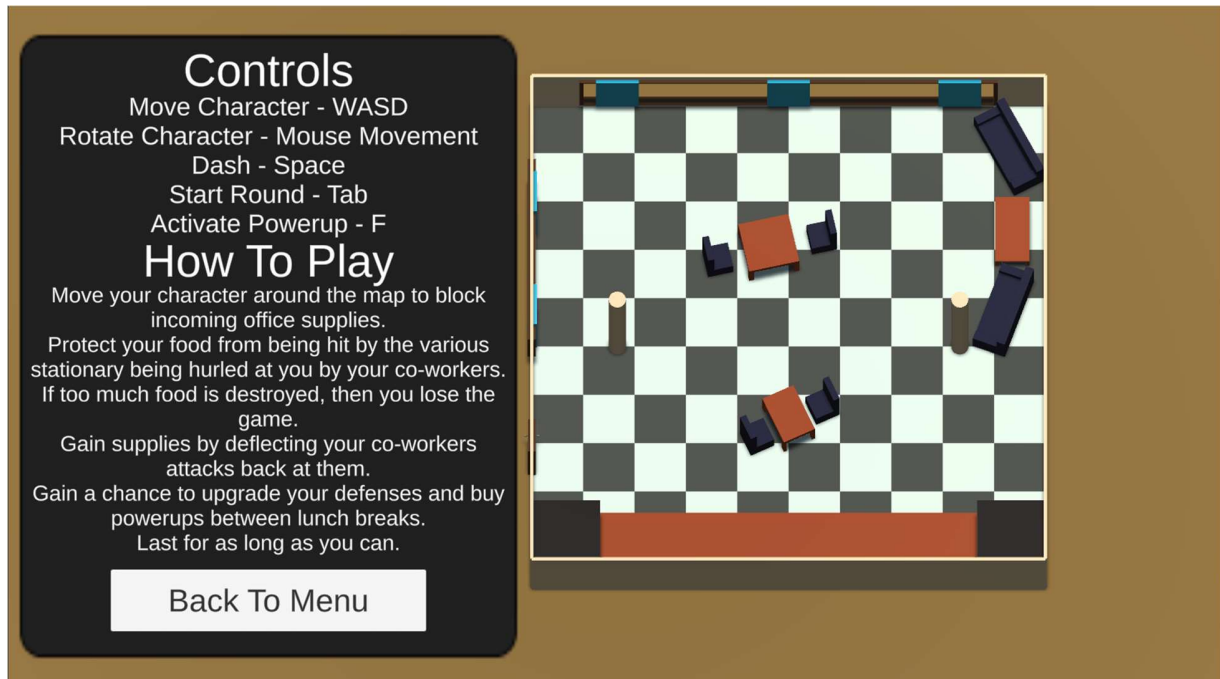 Controls
Move Character - WASD
Rotate Character - Mouse Movement
Dash - Space
Start Round - Tab
Activate Powerup - F
How To Play
Move your character around the map to block
incoming office supplies.
Protect your food from being hit by the various
stationary being hurled at you by your co-workers.
If too much food is destroyed, then you lose the
game.
Gain supplies by deflecting your co-workers
attacks back at them.
Gain a chance to upgrade your defenses and buy
powerups between lunch breaks.
Last for as long as you can.
Back To Menu